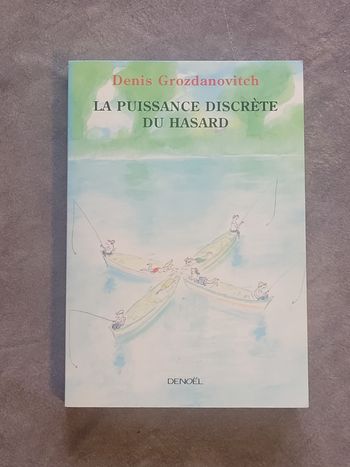 Denis Grozdanovitch
LA PUISSANCE DISCRÈTE
DU HASARD
DENOËL